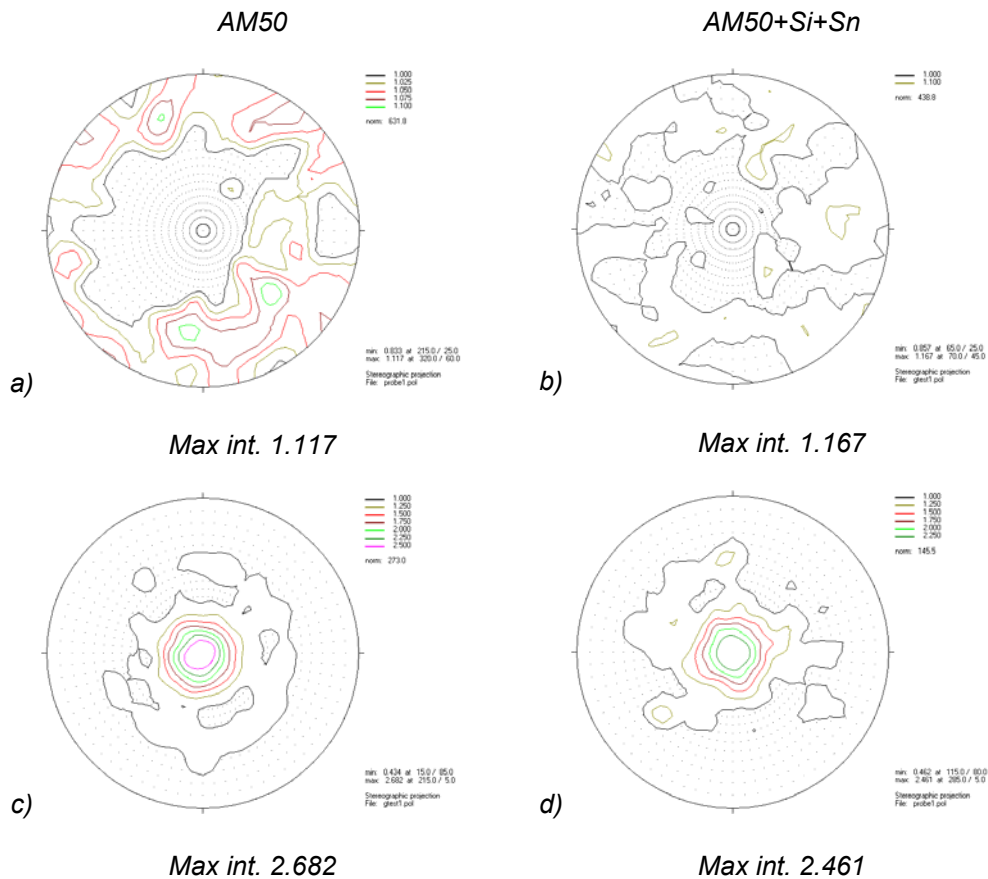 AM50
AM50+Si+Sn
1.000
1.025
1.050
1.075
1.100
norm: 631.8
min: 0.833 at 215.0 / 25.0
max: 1.117 at 320.0 / 60.0
Stereographic projection
File: probe1.pol
a)
Max int. 1.117
1.000
1.100
norm: 438.8
min: 0.857 at 65.0 / 25.0
max: 1.167 at 70.0 / 45.0
Stereographic projection
File: gtest1.pol
b)
Max int. 1.167
1.000
1.250
1.500
1.750
2.000
2.250
2.500
norm: 273.0
min: 0.434 at 15.0 / 85.0
max: 2.682 at 215.0 / 5.0
Stereographic projection
File: gtest1.pol
c)
Max int. 2.682
1.000
1.250
1.500
1.750
2.000
2.250
norm: 145.5
min: 0.462 at 115.0 / 80.0
max: 2.461 at 285.0 / 5.0
Stereographic projection
File: probe1.pol
d)
Max int. 2.461